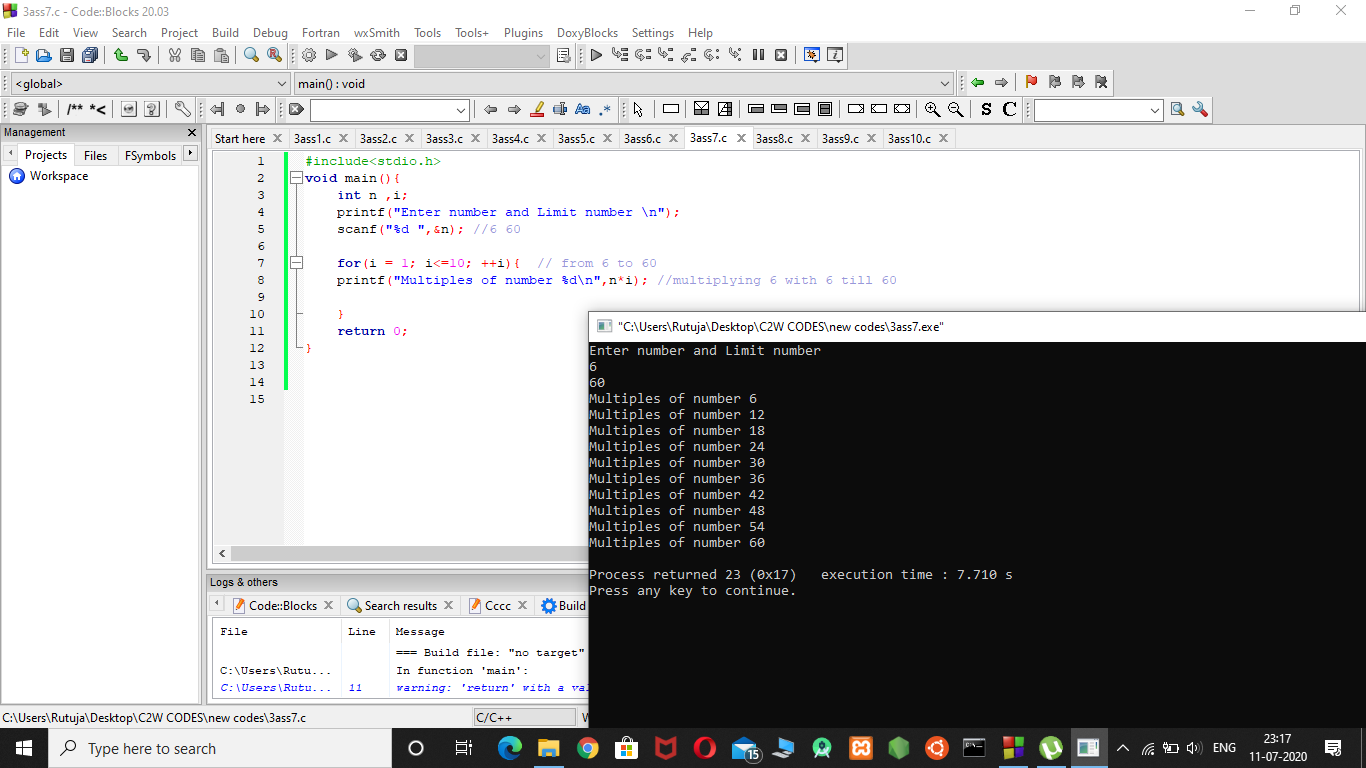 3ass7.c - Code::Blocks 20.03
File Edit View Search Project Build Debug Fortran wxSmith Tools Tools+ Plugins DoxyBlocks Settings Help
<global> main() : void
/** *< Aa .* S C
Management
Projects Files FSymbols
Workspace
Start here 3ass1.c 3ass2.c 3ass3.c 3ass4.c 3ass5.c 3ass6.c 3ass7.c 3ass8.c 3ass9.c 3ass10.c
1 #include<stdio.h>
2 void main(){
3 int n ,i;
4 printf("Enter number and Limit number \n");
5 scanf("%d ",&n); //6 60
6
7 for(i = 1; i<=10; ++i){ // from 6 to 60
8 printf("Multiples of number %d\n",n*i); //multiplying 6 with 6 till 60
9
10 }
11 return 0;
12 }
13
14
15
"C:\Users\Rutuja\Desktop\C2W CODES\new codes\3ass7.exe"
Enter number and Limit number
6
60
Multiples of number 6
Multiples of number 12
Multiples of number 18
Multiples of number 24
Multiples of number 30
Multiples of number 36
Multiples of number 42
Multiples of number 48
Multiples of number 54
Multiples of number 60
Process returned 23 (0x17) execution time : 7.710 s
Press any key to continue.
Logs & others
Code::Blocks Search results Cccc Build
File Line Message
=== Build file: "no target"
C:\Users\Rutu... In function 'main':
C:\Users\Rutu... 11 warning: 'return' with a val
C:\Users\Rutuja\Desktop\C2W CODES\new codes\3ass7.c C/C++ W
Type here to search
15
ENG
23:17
11-07-2020